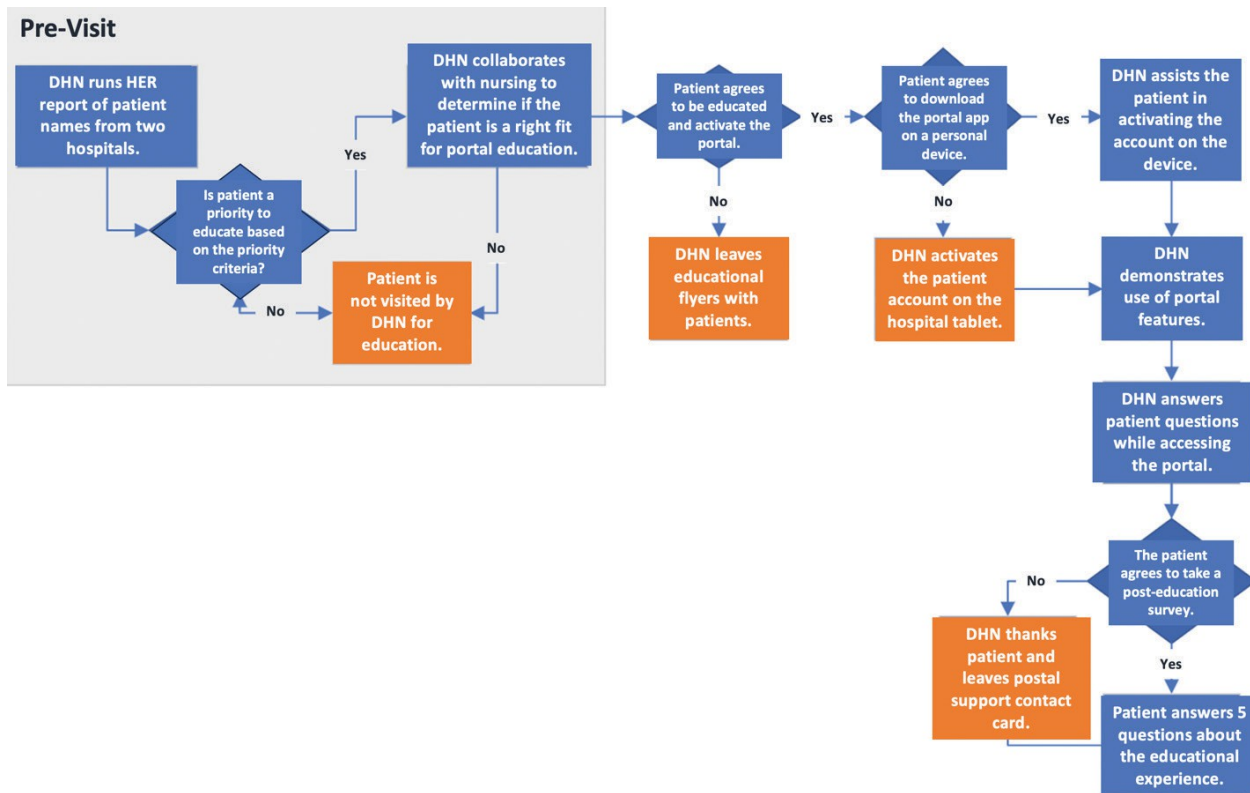 Pre-Visit
DHN runs HER
report of patient
names from two
hospitals.
Is patient a
priority to
educate based
on the priority
criteria?
Yes
No
DHN collaborates
with nursing to
determine if the
patient is a right fit
for portal education.
No
Patient is
not visited by
DHN for
education.
Patient agrees
to be educated
and activate the
portal.
Yes
No
DHN leaves
educational
flyers with
patients.
Patient agrees
to download
the portal app
on a personal
device.
Yes
No
DHN activates
the patient
account on the
hospital tablet.
DHN assists the
patient in
activating the
account on the
device.
DHN
demonstrates
use of portal
features.
DHN answers
patient questions
while accessing
the portal.
The patient
agrees to take a
post-education
survey.
No
DHN thanks
patient and
leaves postal
support contact
card.
Yes
Patient answers 5
questions about
the educational
experience.